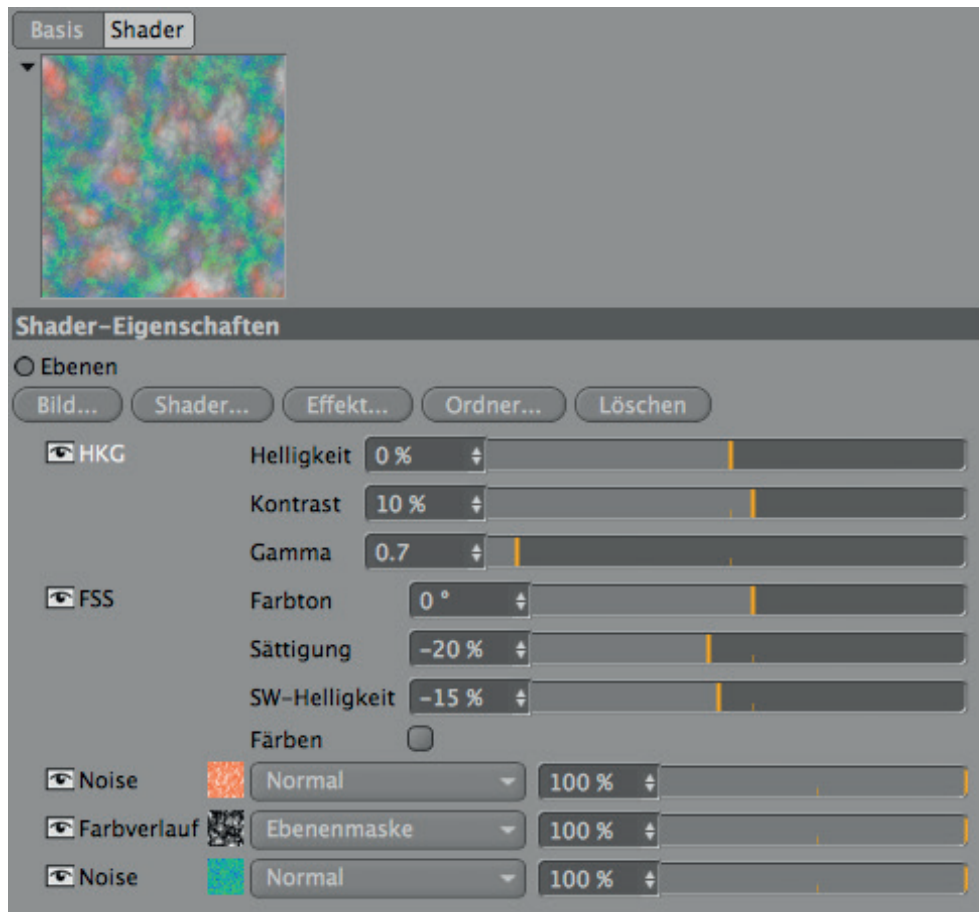 Basis Shader
Shader-Eigenschaften
Ebenen
Bild... Shader... Effekt... Ordner... Löschen
HKG Helligkeit 0 %
Kontrast 10 %
Gamma 0.7
FSS Farbton 0 °
Sättigung -20 %
SW-Helligkeit -15 %
Färben
Noise Normal 100 %
Farbverlauf Ebenenmaske 100 %
Noise Normal 100 %